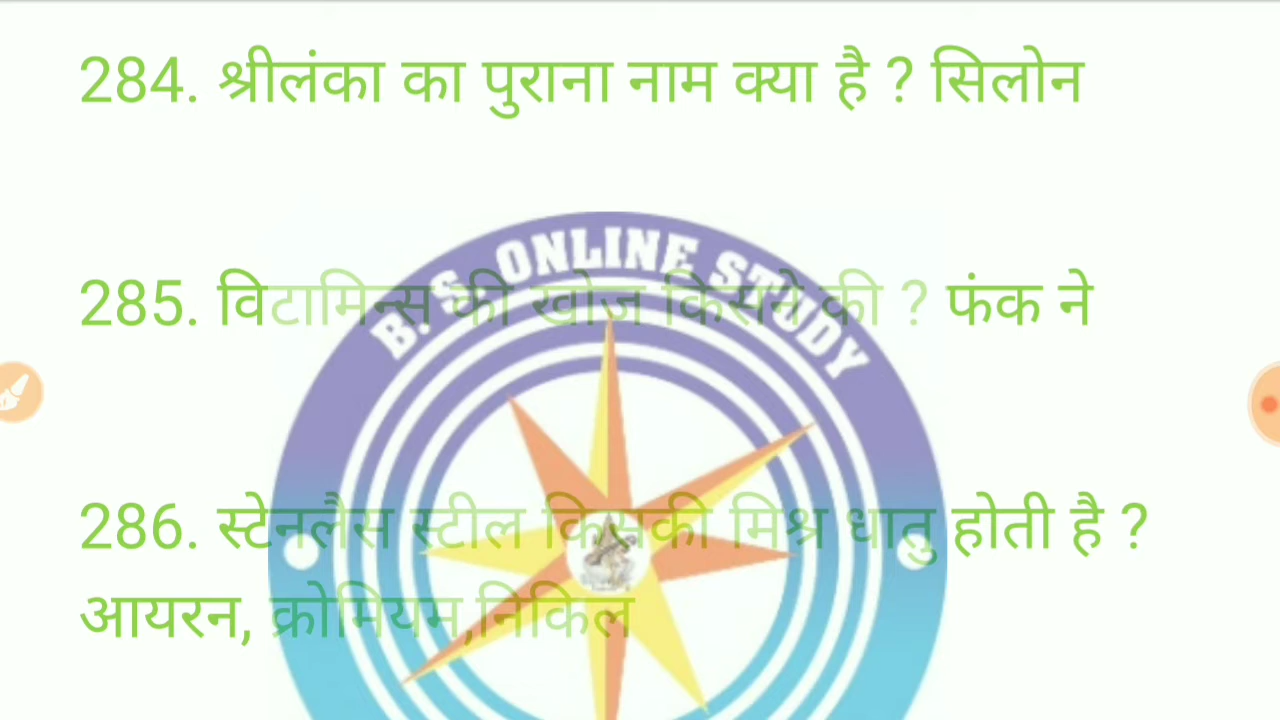 284. श्रीलंका का पुराना नाम क्या है ? सिलोन
B. S. ONLINE STUDY
285. विटामिन्स की खोज किसने की ? फंक ने
286. स्टेनलैस स्टील किसकी मिश्र धातु होती है ?
आयरन, क्रोमियम,निकिल